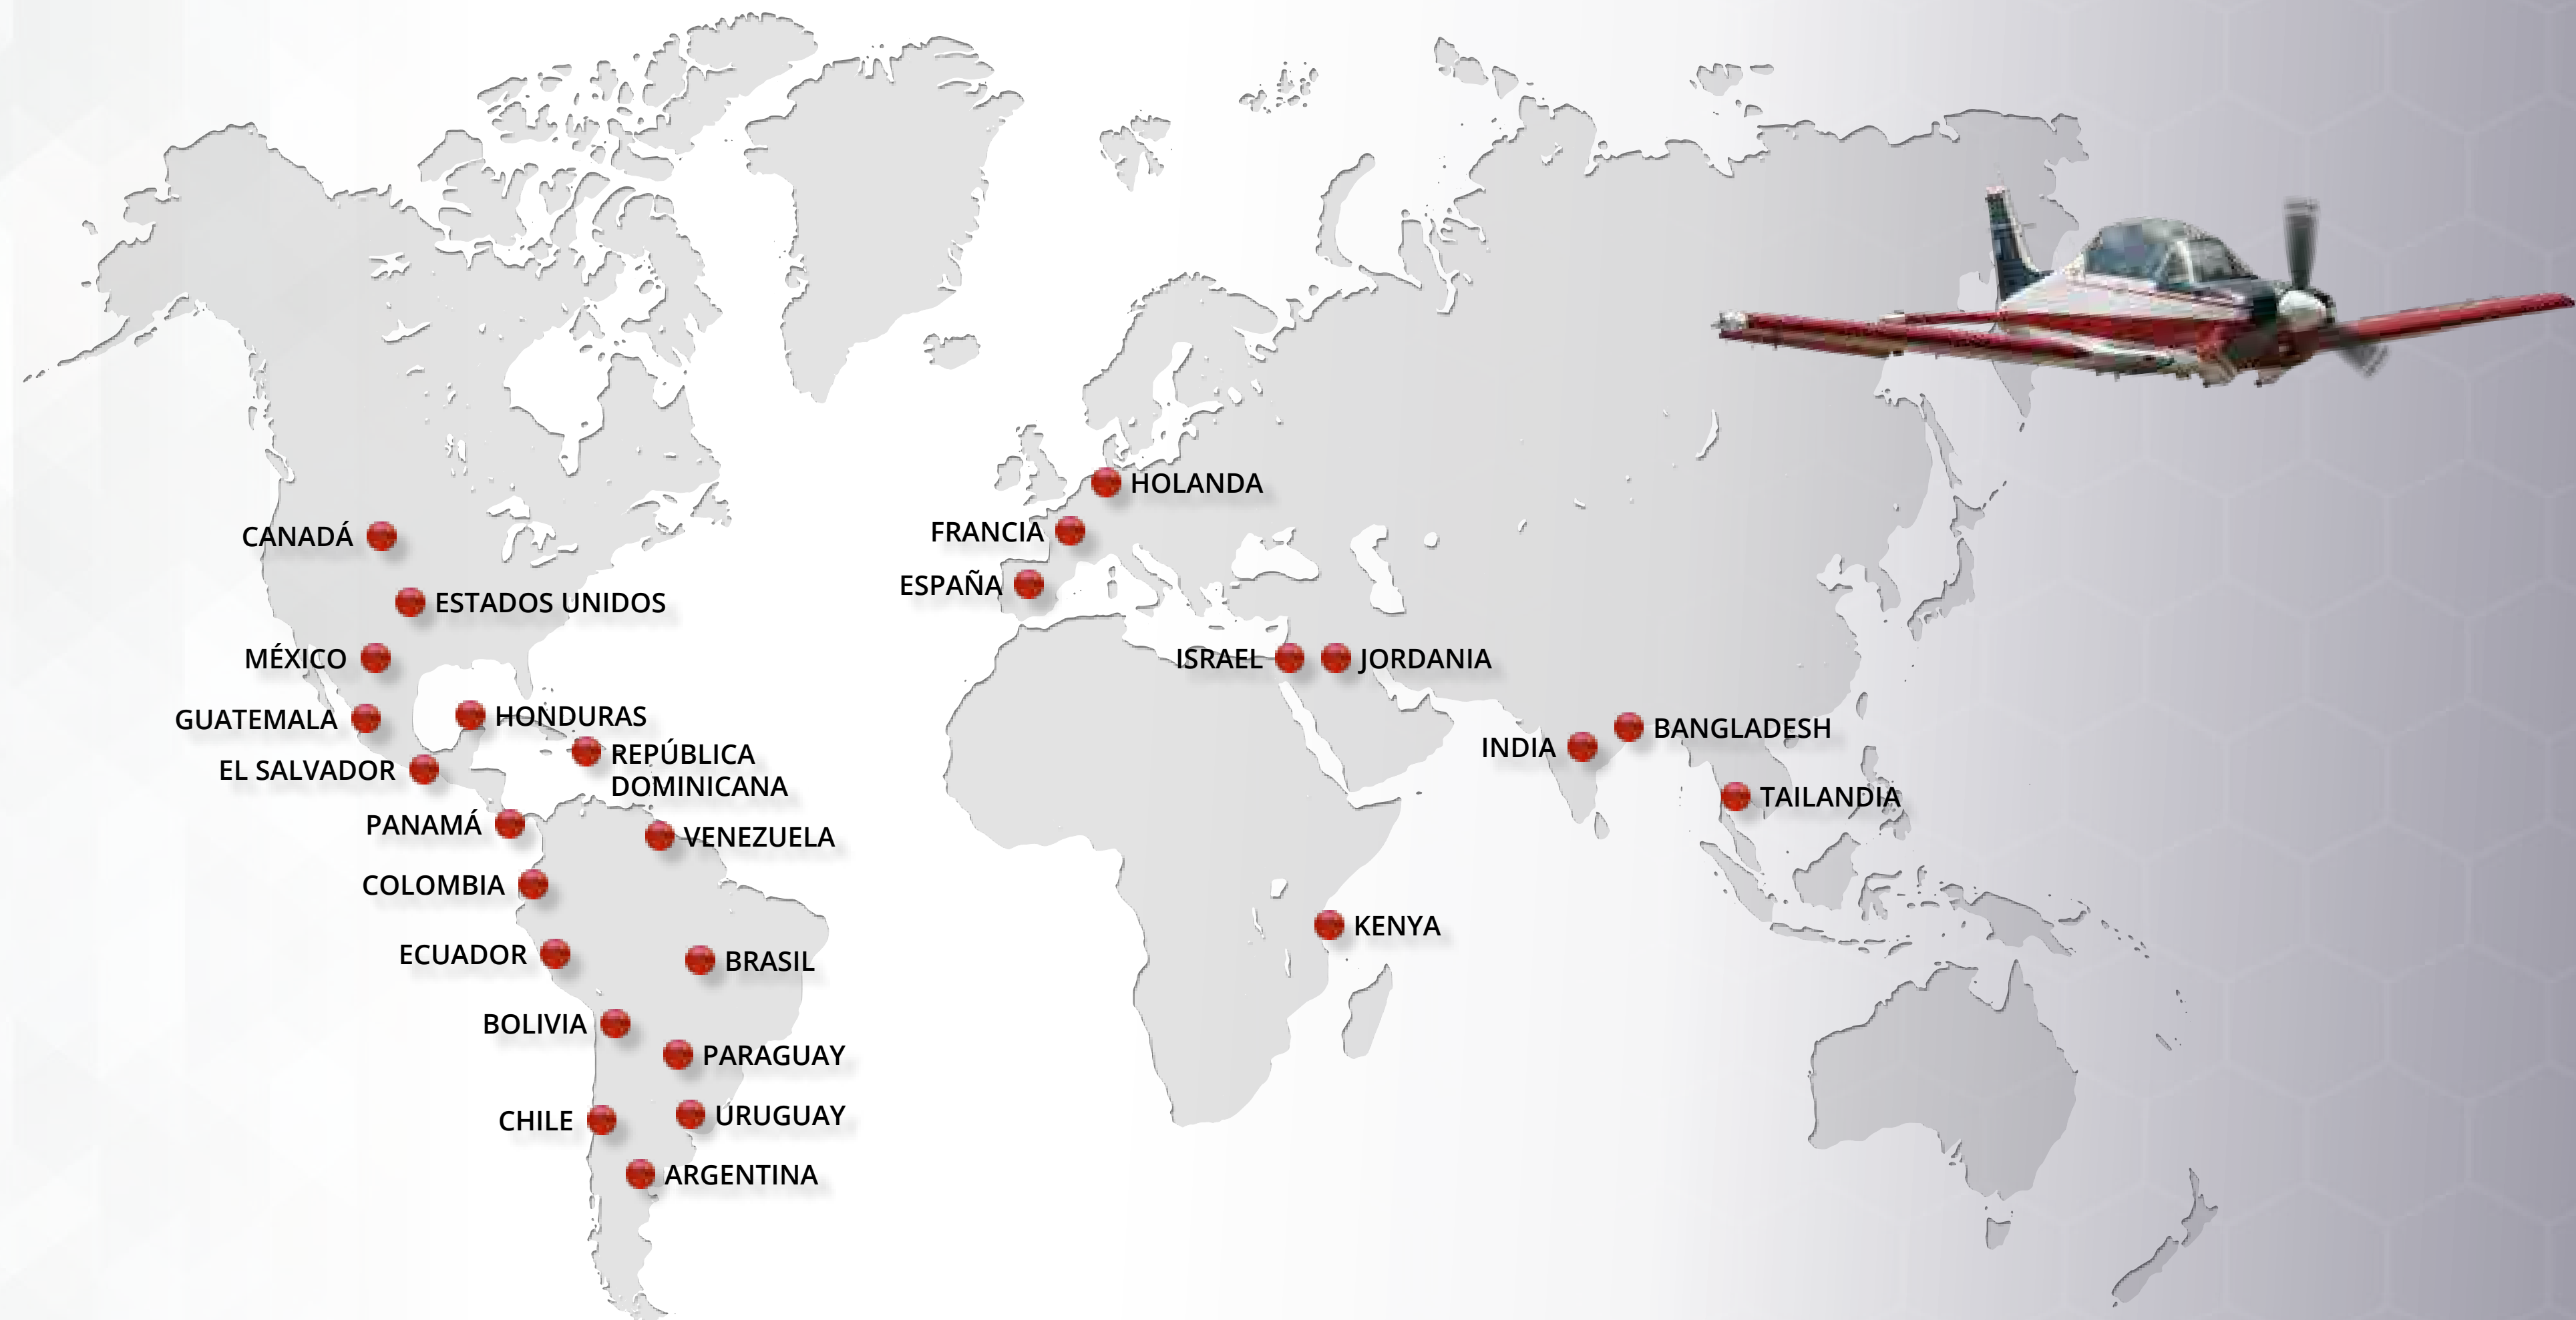 HOLANDA
FRANCIA
CANADÁ
ESPAÑA
ESTADOS UNIDOS
MÉXICO
ISRAEL
JORDANIA
GUATEMALA
HONDURAS
BANGLADESH
INDIA
REPÚBLICA
DOMINICANA
EL SALVADOR
TAILANDIA
PANAMÁ
VENEZUELA
COLOMBIA
KENYA
ECUADOR
BRASIL
BOLIVIA
PARAGUAY
CHILE
URUGUAY
ARGENTINA